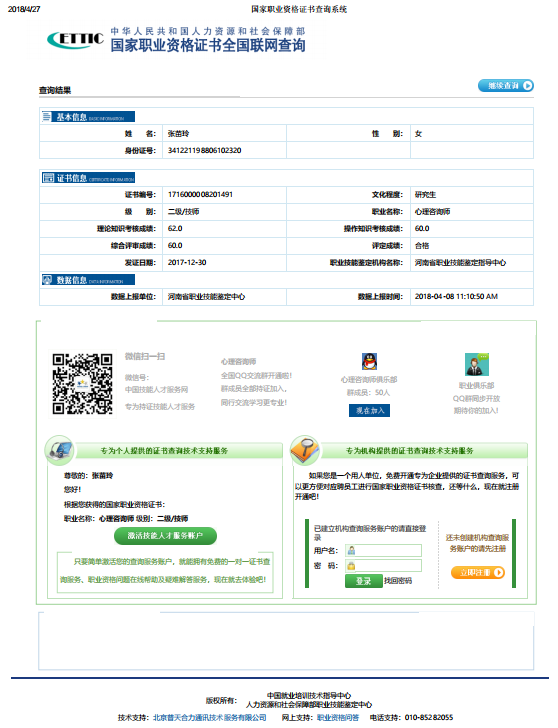 2018/4/27 国家职业资格证书查询系统
CETTIC 中华人民共和国人力资源和社会保障部
国家职业资格证书全国联网查询
查询结果 继续查询
基本信息 BASIC INFORMATION
姓 名： 张苗玲 性 别： 女
身份证号： 341221198806102320
证书信息 CERTIFICATE INFORMATION
证书编号： 1716000008201491 文化程度： 研究生
级 别： 二级/技师 职业名称： 心理咨询师
理论知识考核成绩： 62.0 操作知识考核成绩： 60.0
综合评审成绩： 60.0 评定成绩： 合格
发证日期： 2017-12-30 职业技能鉴定机构名称： 河南省职业技能鉴定指导中心
数据信息 DATA INFORMATION
数据上报单位： 河南省职业技能鉴定中心 数据上报时间： 2018-04-08 11:10:50 AM
微信扫一扫
微信号：
中国技能人才服务网
专为持证技能人才服务
心理咨询师
全国QQ交流群开通啦！
群成员全部持证加入，
同行交流学习更专业！
心理咨询师俱乐部
群成员：50人
现在加入
职业俱乐部
QQ群同步开放
期待你的加入！
专为个人提供的证书查询技术支持服务
尊敬的：张苗玲
您好！
根据您获得的国家职业资格证书：
职业名称：心理咨询师 级别：二级/技师
激活技能人才服务账户
只要简单激活您的查询服务账户，就能拥有免费的一对一证书查
询服务，职业资格问题在线帮助及疑难解答服务，现在就去体验吧！
专为机构提供的证书查询技术支持服务
如果您是一个用人单位，免费开通专为企业提供的证书查询服务，可
以更方便对应聘员工进行国家职业资格证书核查，还等什么，现在就注册
开通吧！
已建立机构查询服务账户的请直接登
录
用户名：
密 码：
登录 找回密码
还未创建机构查询服
务账户的请先注册
立即注册
版权所有： 中国就业培训技术指导中心
人力资源和社会保障部职业技能鉴定中心
技术支持：北京普天合力通讯技术服务有限公司 网上支持：职业资格问答 电话支持：010-85228205​5